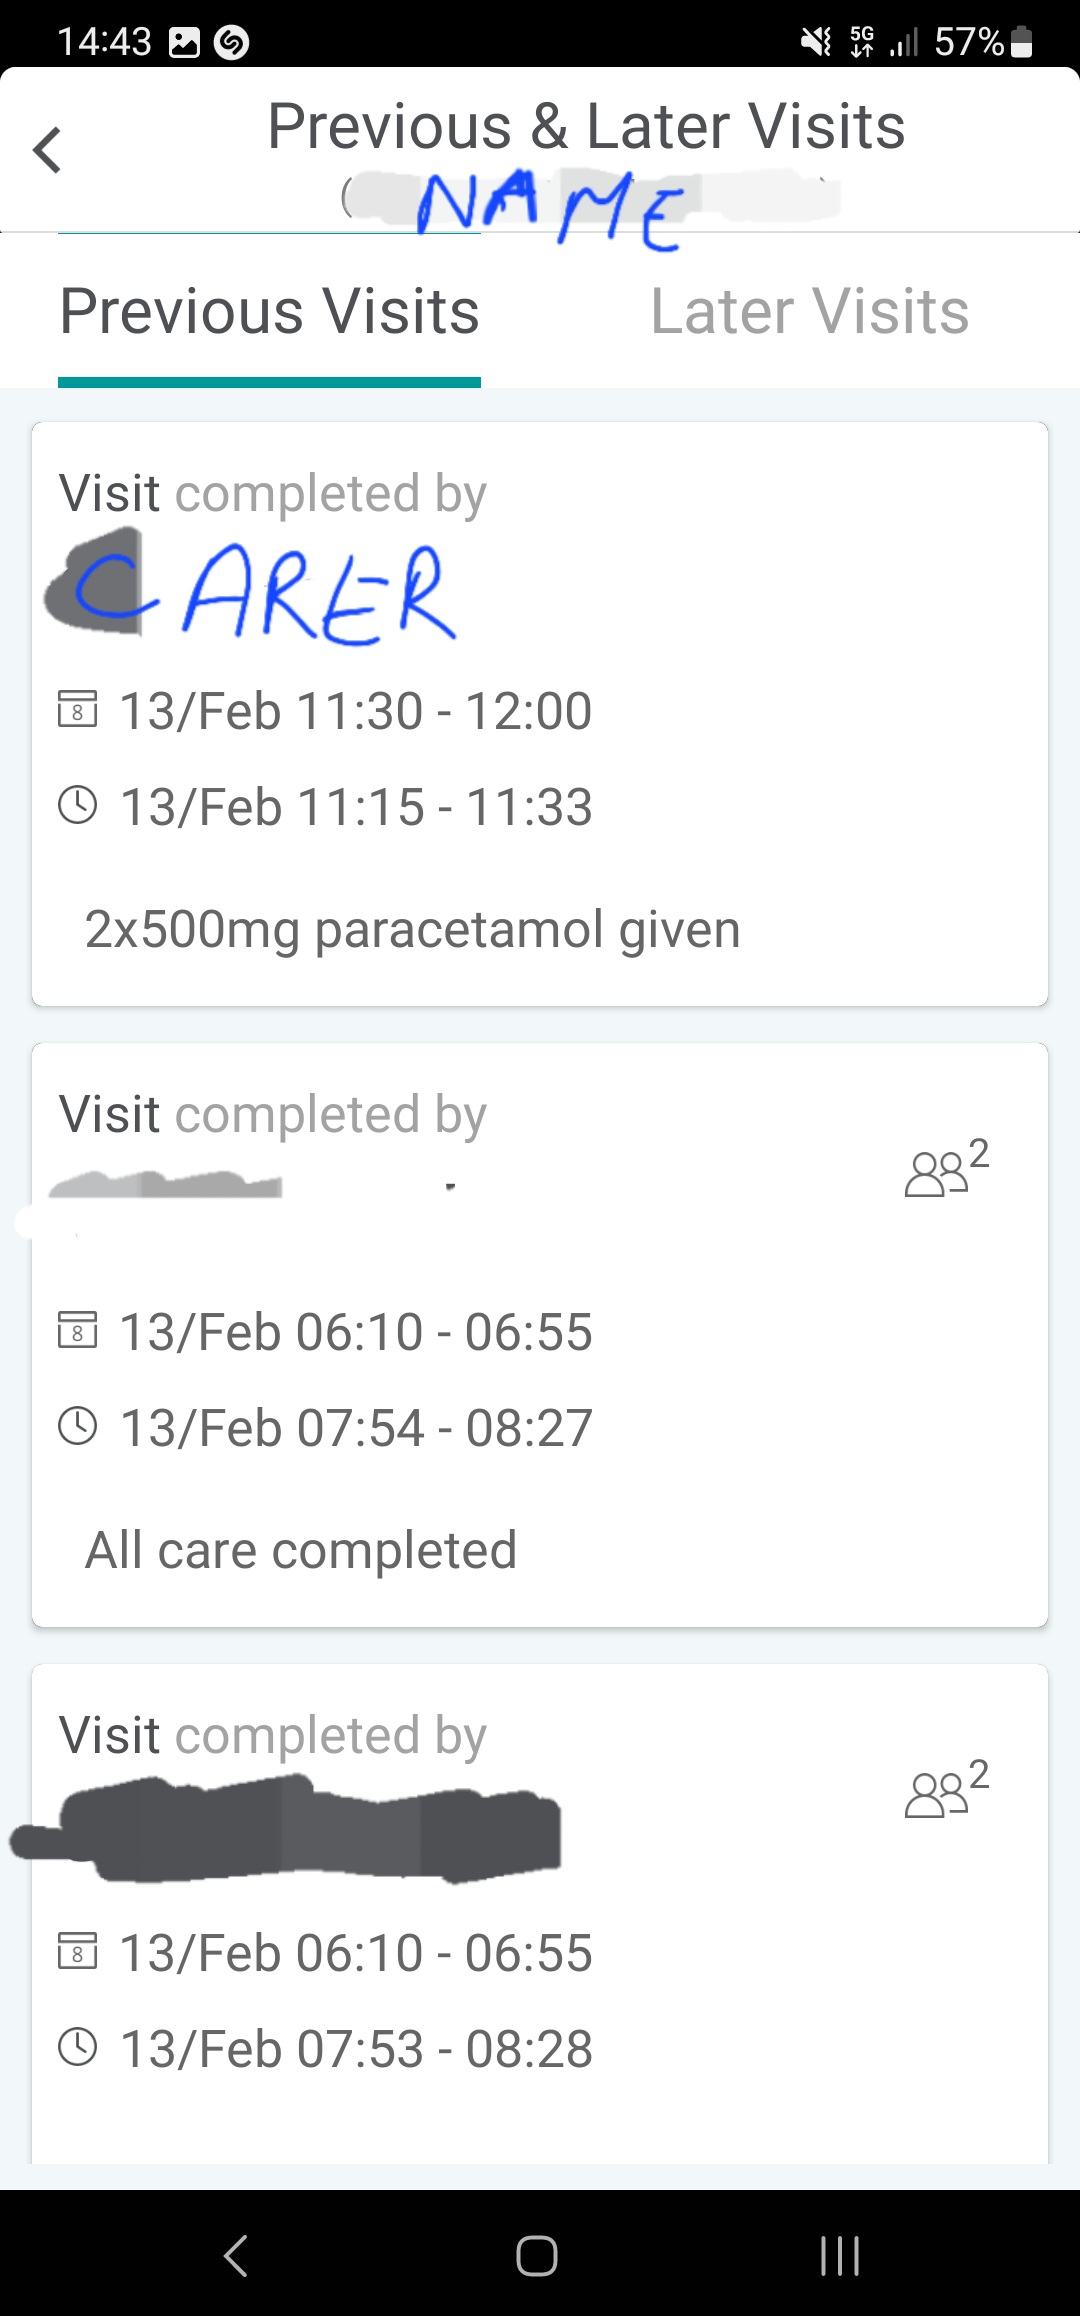 14:43 5G 57%
Previous & Later Visits
(NAME
Previous Visits Later Visits
Visit completed by
CARER
8 13/Feb 11:30 - 12:00
13/Feb 11:15 - 11:33
2x500mg paracetamol given
Visit completed by
2
8 13/Feb 06:10 - 06:55
13/Feb 07:54 - 08:27
All care completed
Visit completed by
2
8 13/Feb 06:10 - 06:55
13/Feb 07:53 - 08:28